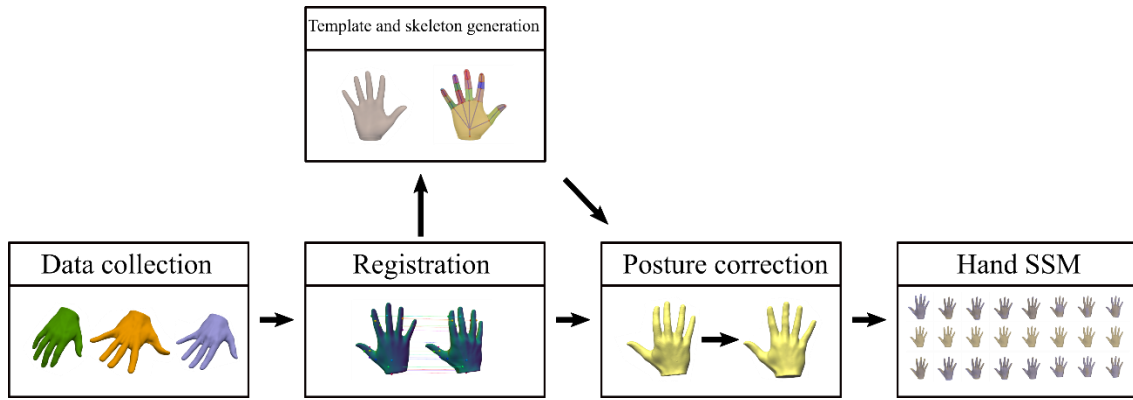 Template and skeleton generation
Data collection
Registration
Posture correction
Hand SSM